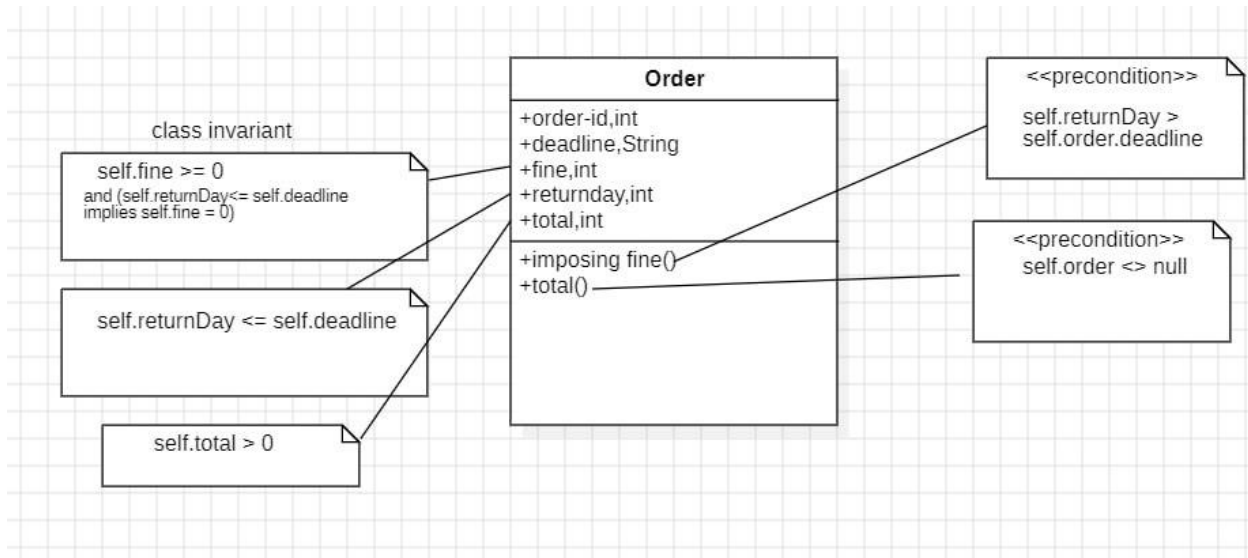 class invariant
self.fine >= 0
and (self.returnDay<= self.deadline
implies self.fine = 0)
self.returnDay <= self.deadline
self.total > 0
Order
+order-id,int
+deadline,String
+fine,int
+returnday,int
+total,int
+imposing fine()
+total()
<<precondition>>
self.returnDay >
self.order.deadline
<<precondition>>
self.order <> null